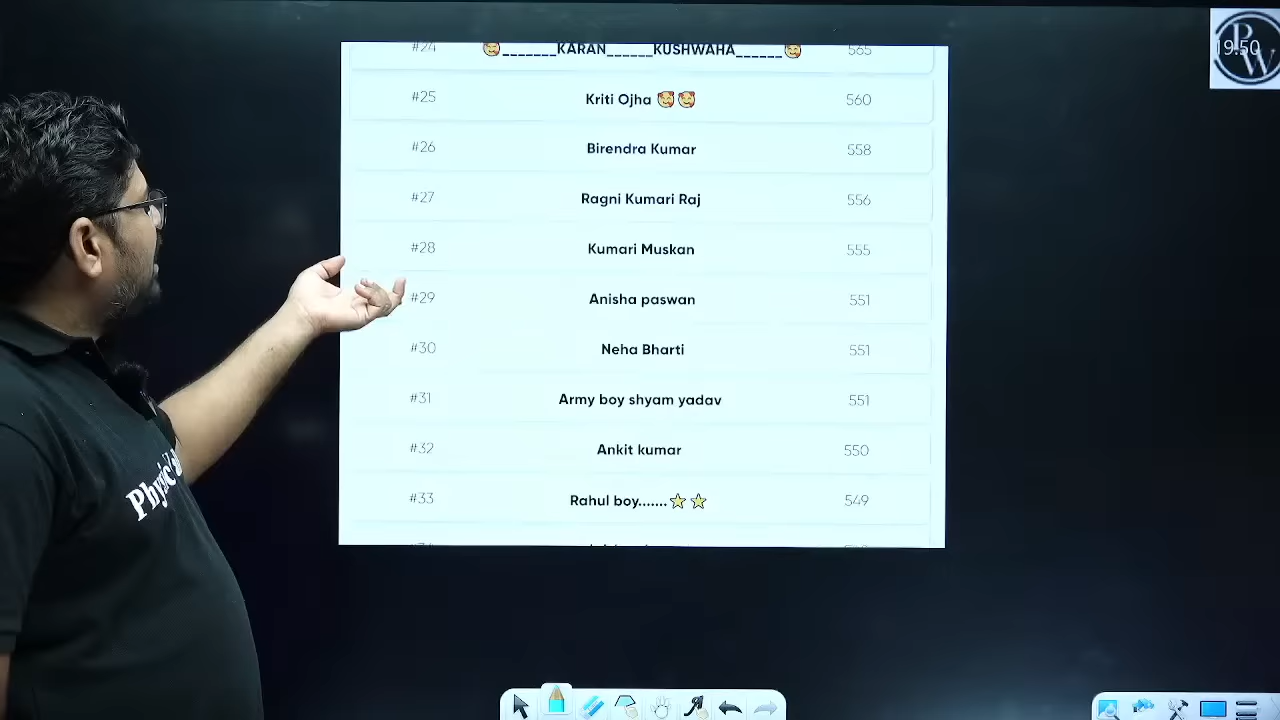 #24 🥰_______KARAN______KUSHWAHA______🥰 565
#25 Kriti Ojha 🥰🥰 560
#26 Birendra Kumar 558
#27 Ragni Kumari Raj 556
#28 Kumari Muskan 555
#29 Anisha paswan 551
#30 Neha Bharti 551
#31 Army boy shyam yadav 551
#32 Ankit kumar 550
#33 Rahul boy.......⭐⭐ 549
PW
19:50